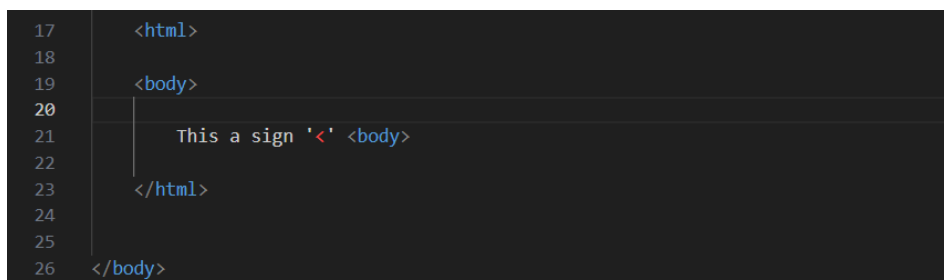 17 <html>
18
19 <body>
20
21 This a sign '<' <body>
22
23 </html>
24
25
26 </body>